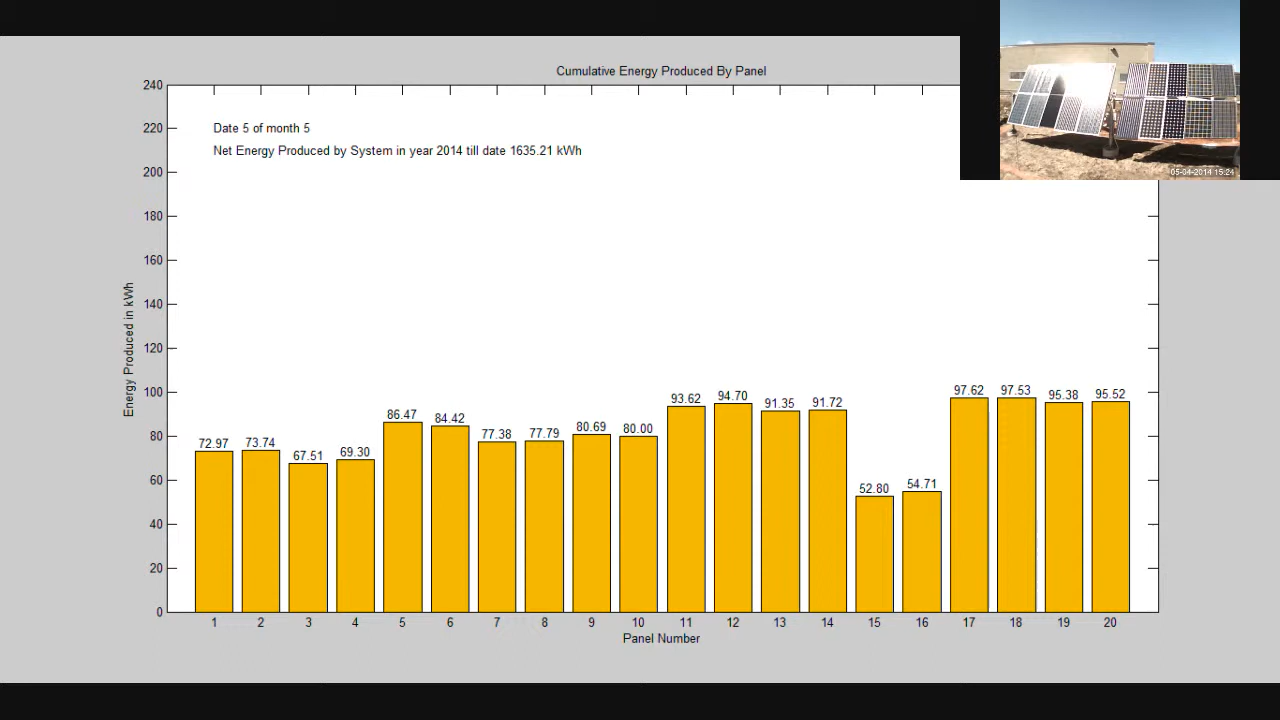 Cumulative Energy Produced By Panel
Date 5 of month 5
Net Energy Produced by System in year 2014 till date 1635.21 kWh
05-04-2014 15:24
Energy Produced in kWh
240
220
200
180
160
140
120
100
80
60
40
20
0
72.97 73.74 67.51 69.30 86.47 84.42 77.38 77.79 80.69 80.00 93.62 94.70 91.35 91.72 52.80 54.71 97.62 97.53 95.38 95.52
1 2 3 4 5 6 7 8 9 10 11 12 13 14 15 16 17 18 19 20
Panel Number